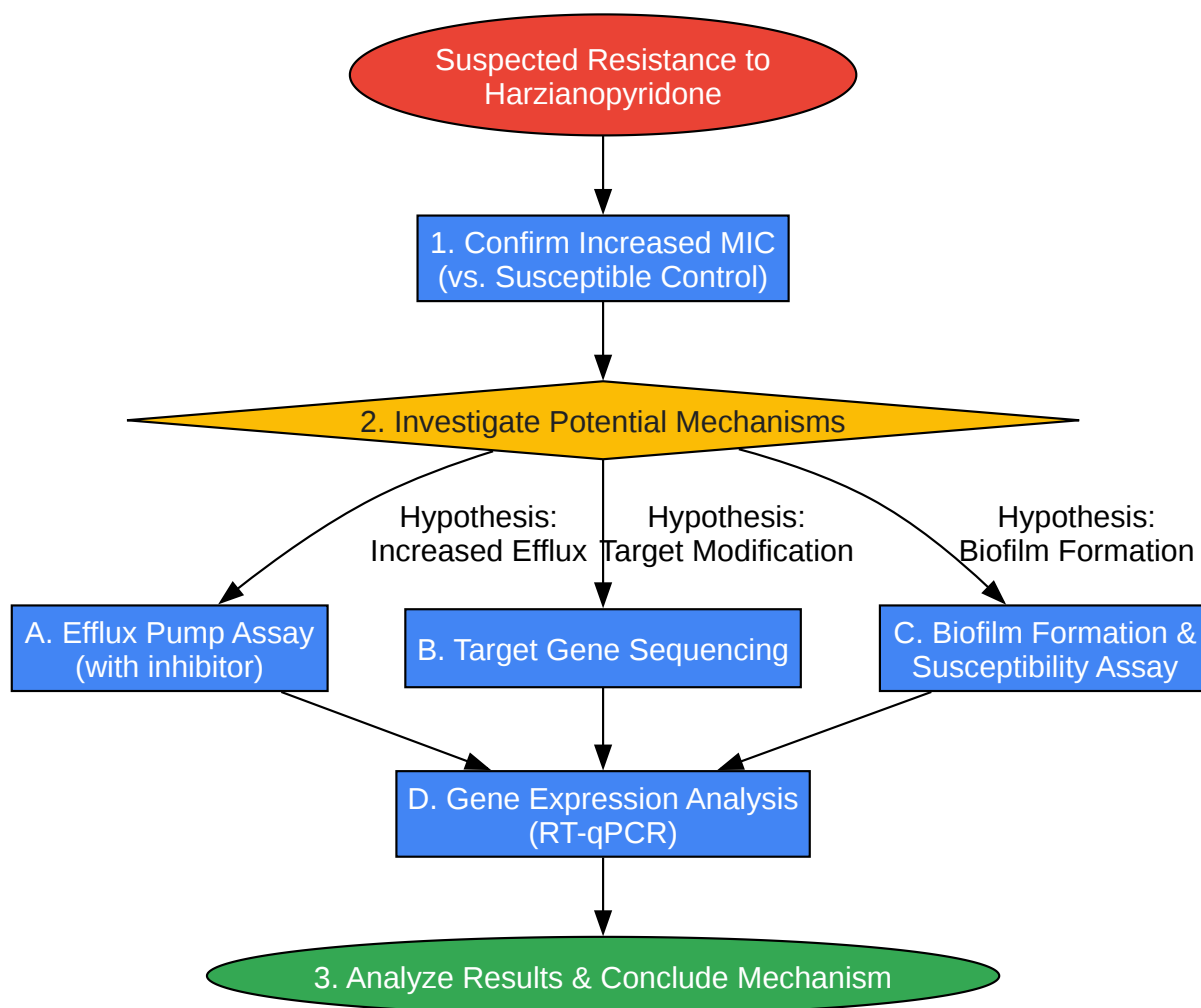 Suspected Resistance to
Harzianopyridone
1. Confirm Increased MIC
(vs. Susceptible Control)
2. Investigate Potential Mechanisms
Hypothesis:
Increased Efflux
Hypothesis:
Target Modification
Hypothesis:
Biofilm Formation
A. Efflux Pump Assay
(with inhibitor)
B. Target Gene Sequencing
C. Biofilm Formation &
Susceptibility Assay
D. Gene Expression Analysis
(RT-qPCR)
3. Analyze Results & Conclude Mechanism